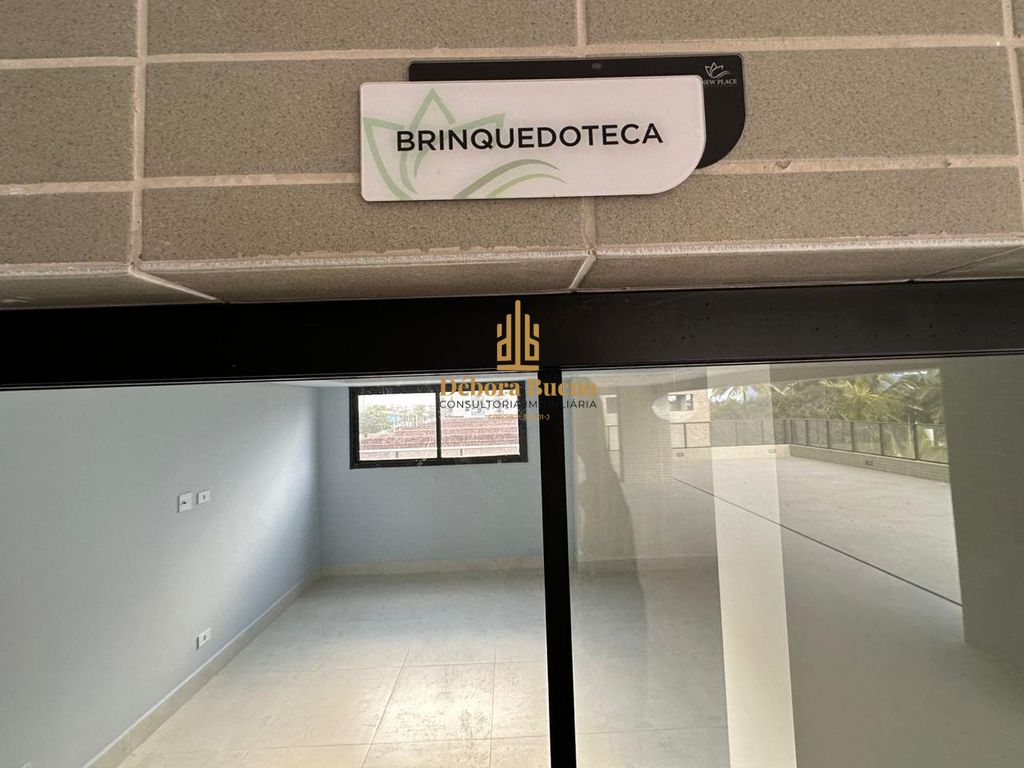 NEW PLACE
BRINQUEDOTECA
Débora Bueno
CONSULTORIA IMOBILIÁRIA